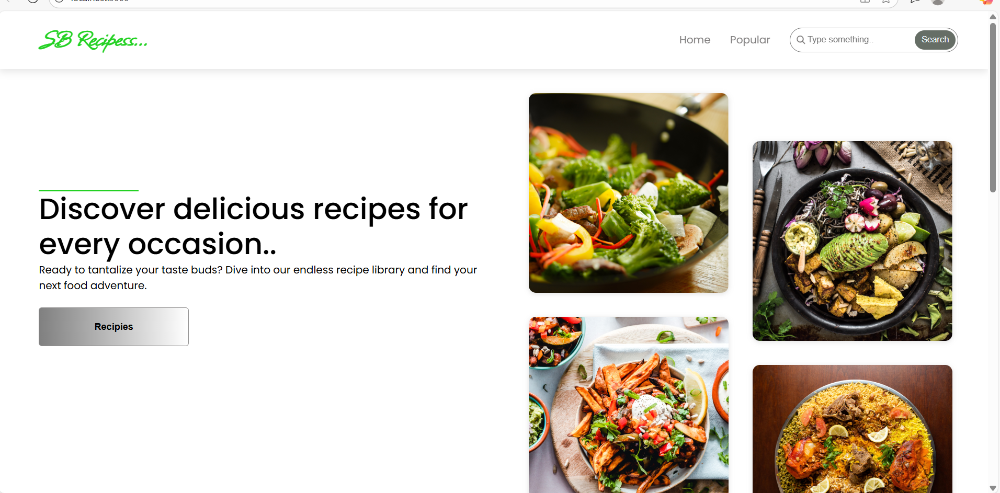 SB Recipess...
Home
Popular
Type something..
Search
Discover delicious recipes for
every occasion..
Ready to tantalize your taste buds? Dive into our endless recipe library and find your
next food adventure.
Recipies